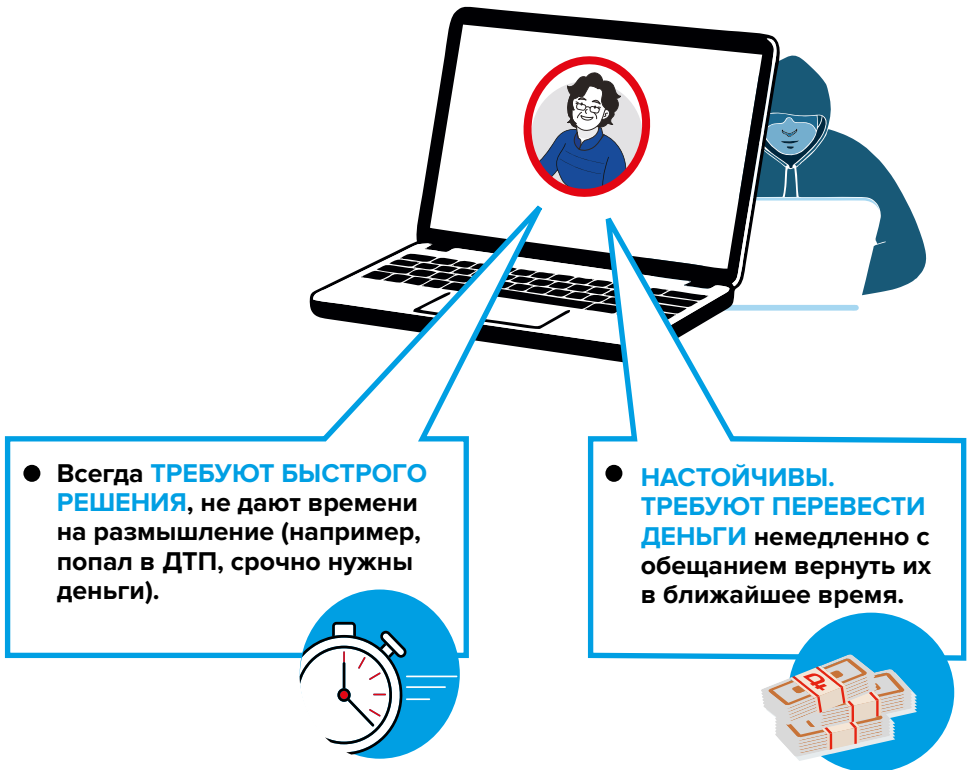 Всегда ТРЕБУЮТ БЫСТРОГО
РЕШЕНИЯ, не дают времени
на размышление (например,
попал в ДТП, срочно нужны
деньги).
НАСТОЙЧИВЫ.
ТРЕБУЮТ ПЕРЕВЕСТИ
ДЕНЬГИ немедленно с
обещанием вернуть их
в ближайшее время.